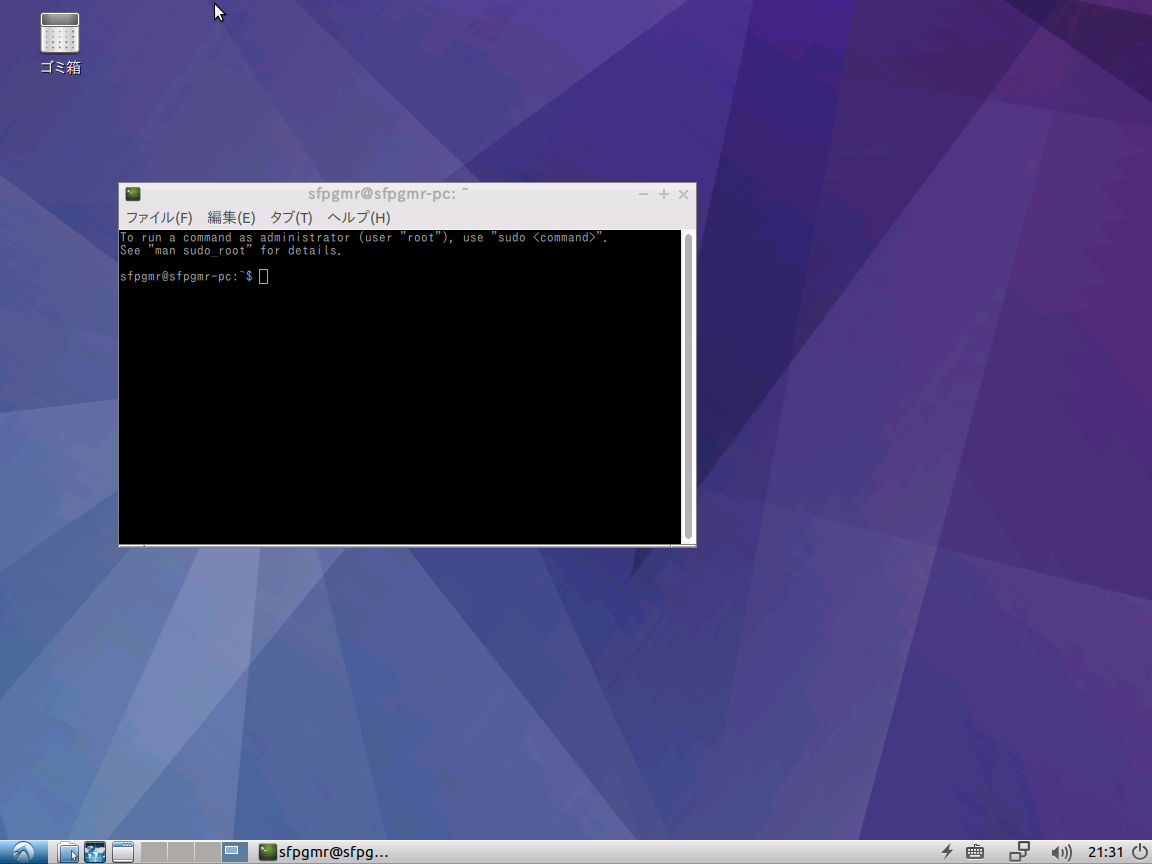 ゴミ箱
sfpgmr@sfpgmr-pc: ~
ファイル(F) 編集(E) タブ(T) ヘルプ(H)
To run a command as administrator (user "root"), use "sudo <command>".
See "man sudo_root" for details.
sfpgmr@sfpgmr-pc:~$
sfpgmr@sfpg...
21:31